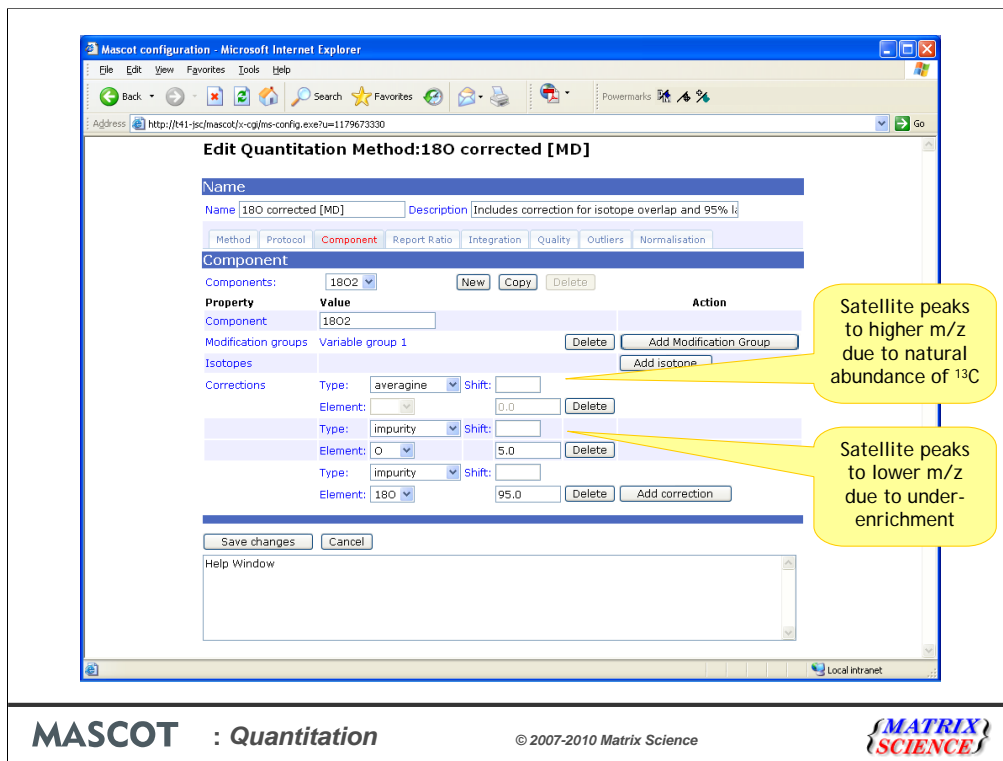 Mascot configuration - Microsoft Internet Explorer
File Edit View Favorites Tools Help
Back Search Favorites Powermarks
Address http://t41-jsc/mascot/x-cgi/ms-config.exe?u=1179673330 Go
Edit Quantitation Method:18O corrected [MD]
Name
Name 18O corrected [MD] Description Includes correction for isotope overlap and 95% la
Method Protocol Component Report Ratio Integration Quality Outliers Normalisation
Component
Components: 18O2 New Copy Delete
Property Value Action
Component 18O2
Modification groups Variable group 1 Delete Add Modification Group
Isotopes Add isotope
Corrections Type: averagine Shift:
Element: 0.0 Delete
Type: impurity Shift:
Element: O 5.0 Delete
Type: impurity Shift:
Element: 18O 95.0 Delete Add correction
Save changes Cancel
Help Window
Local intranet
Satellite peaks
to higher m/z
due to natural
abundance of ¹³C
Satellite peaks
to lower m/z
due to under-
enrichment
MASCOT : Quantitation © 2007-2010 Matrix Science
{MATRIX}
{SCIENCE}